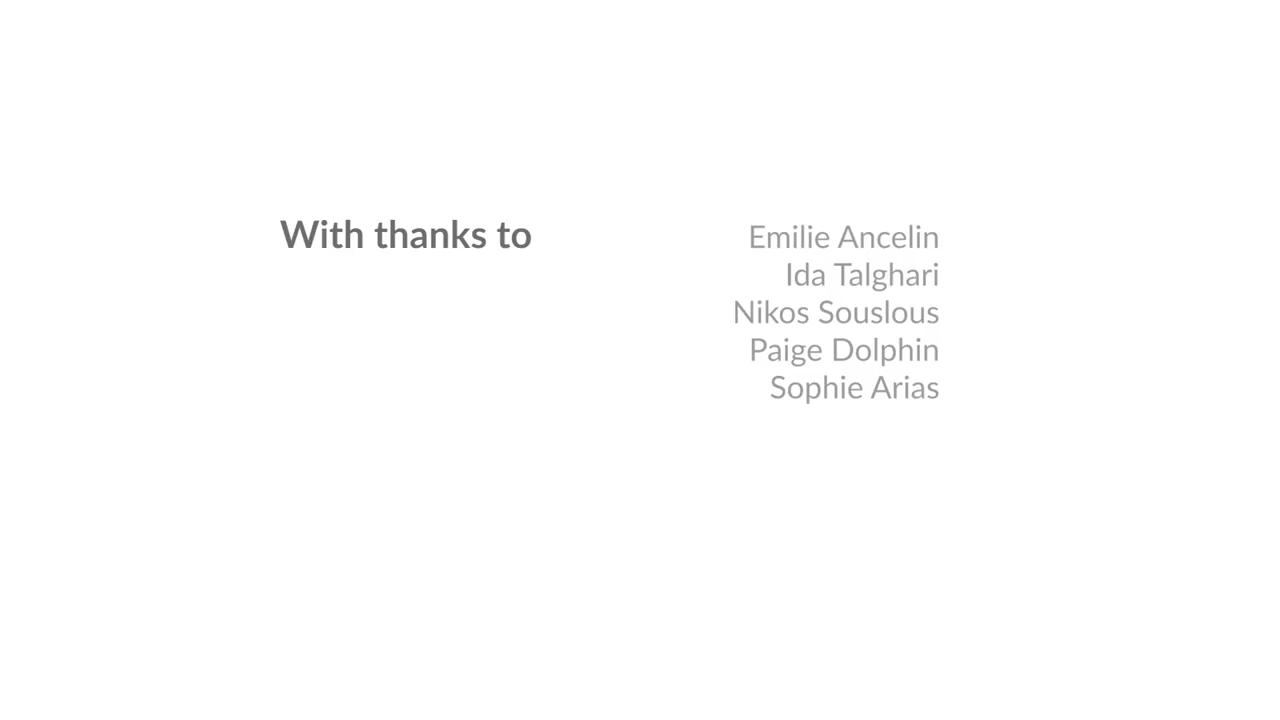 With thanks to
Emilie Ancelin
Ida Talghari
Nikos Souslous
Paige Dolphin
Sophie Arias